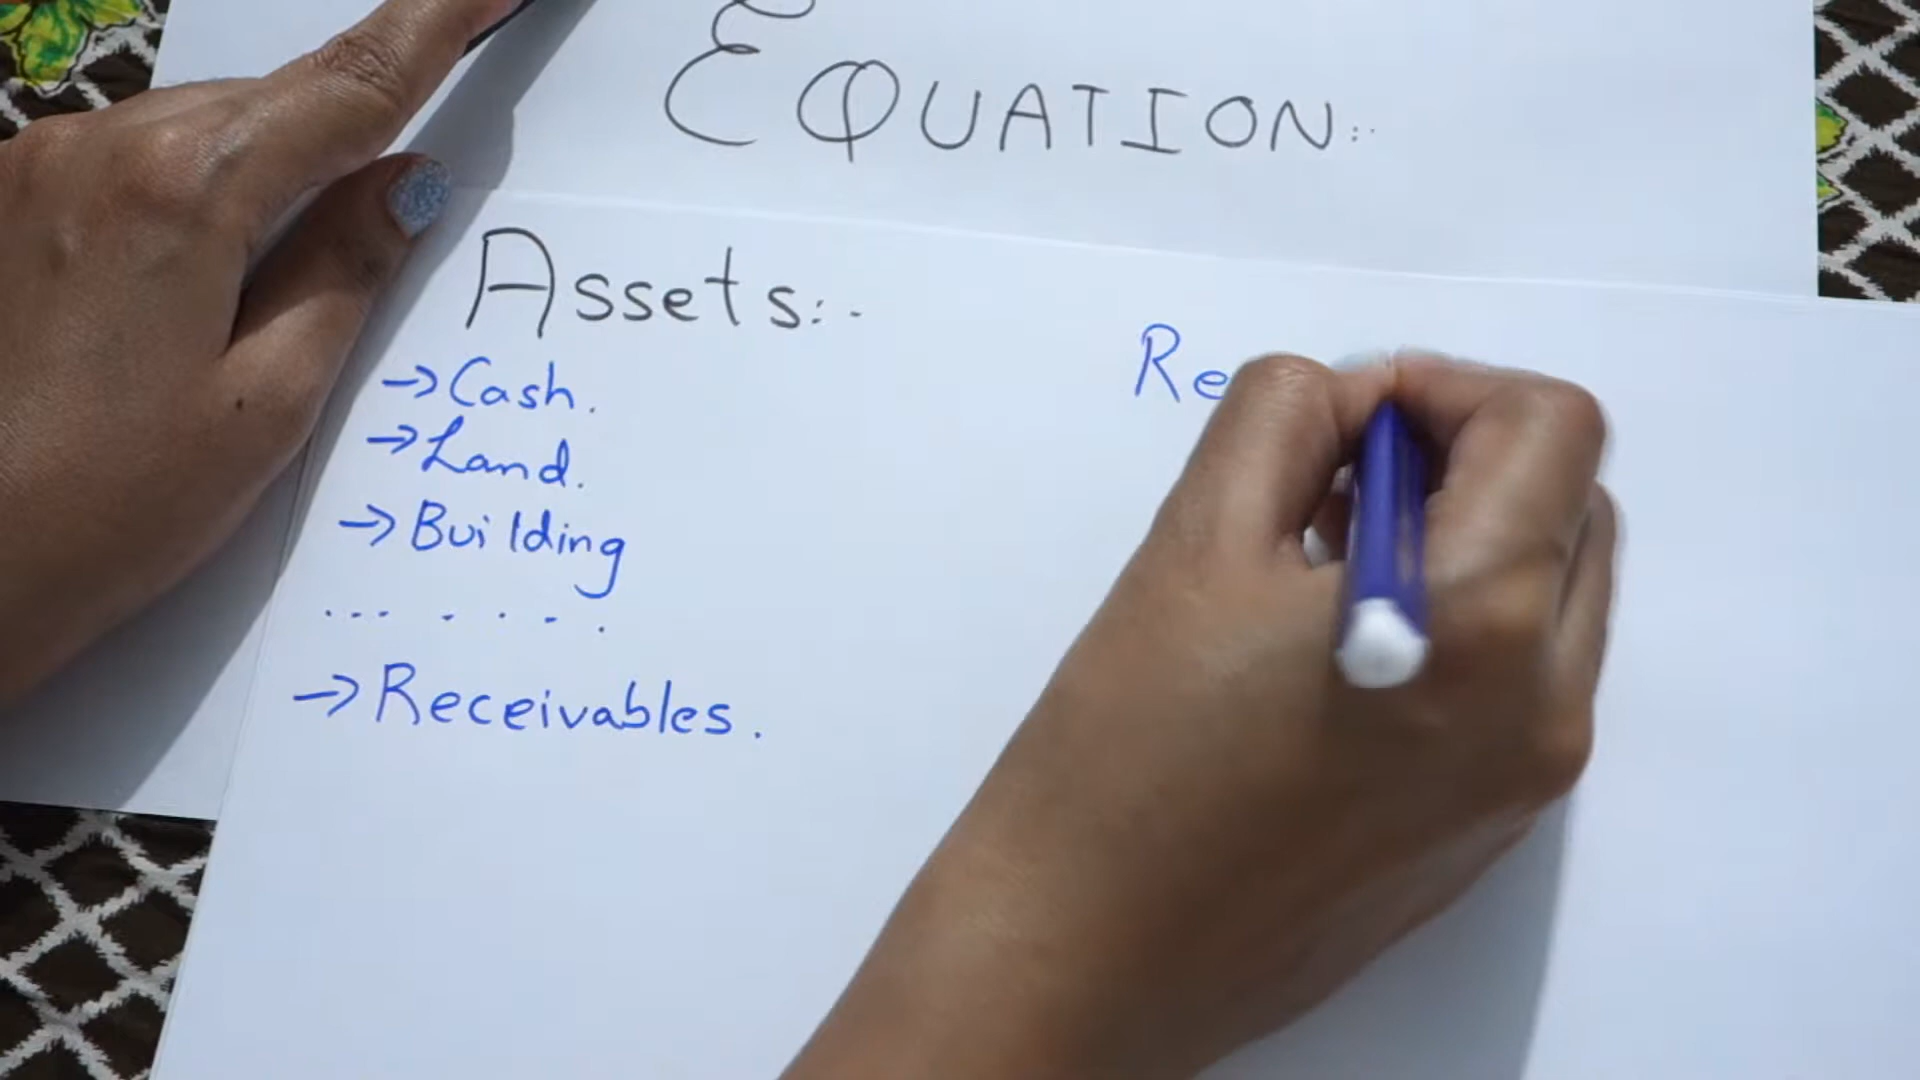 EQUATION:-
Assets:-
→Cash.
→Land.
→Building
... - . - .
→Receivables.
Re